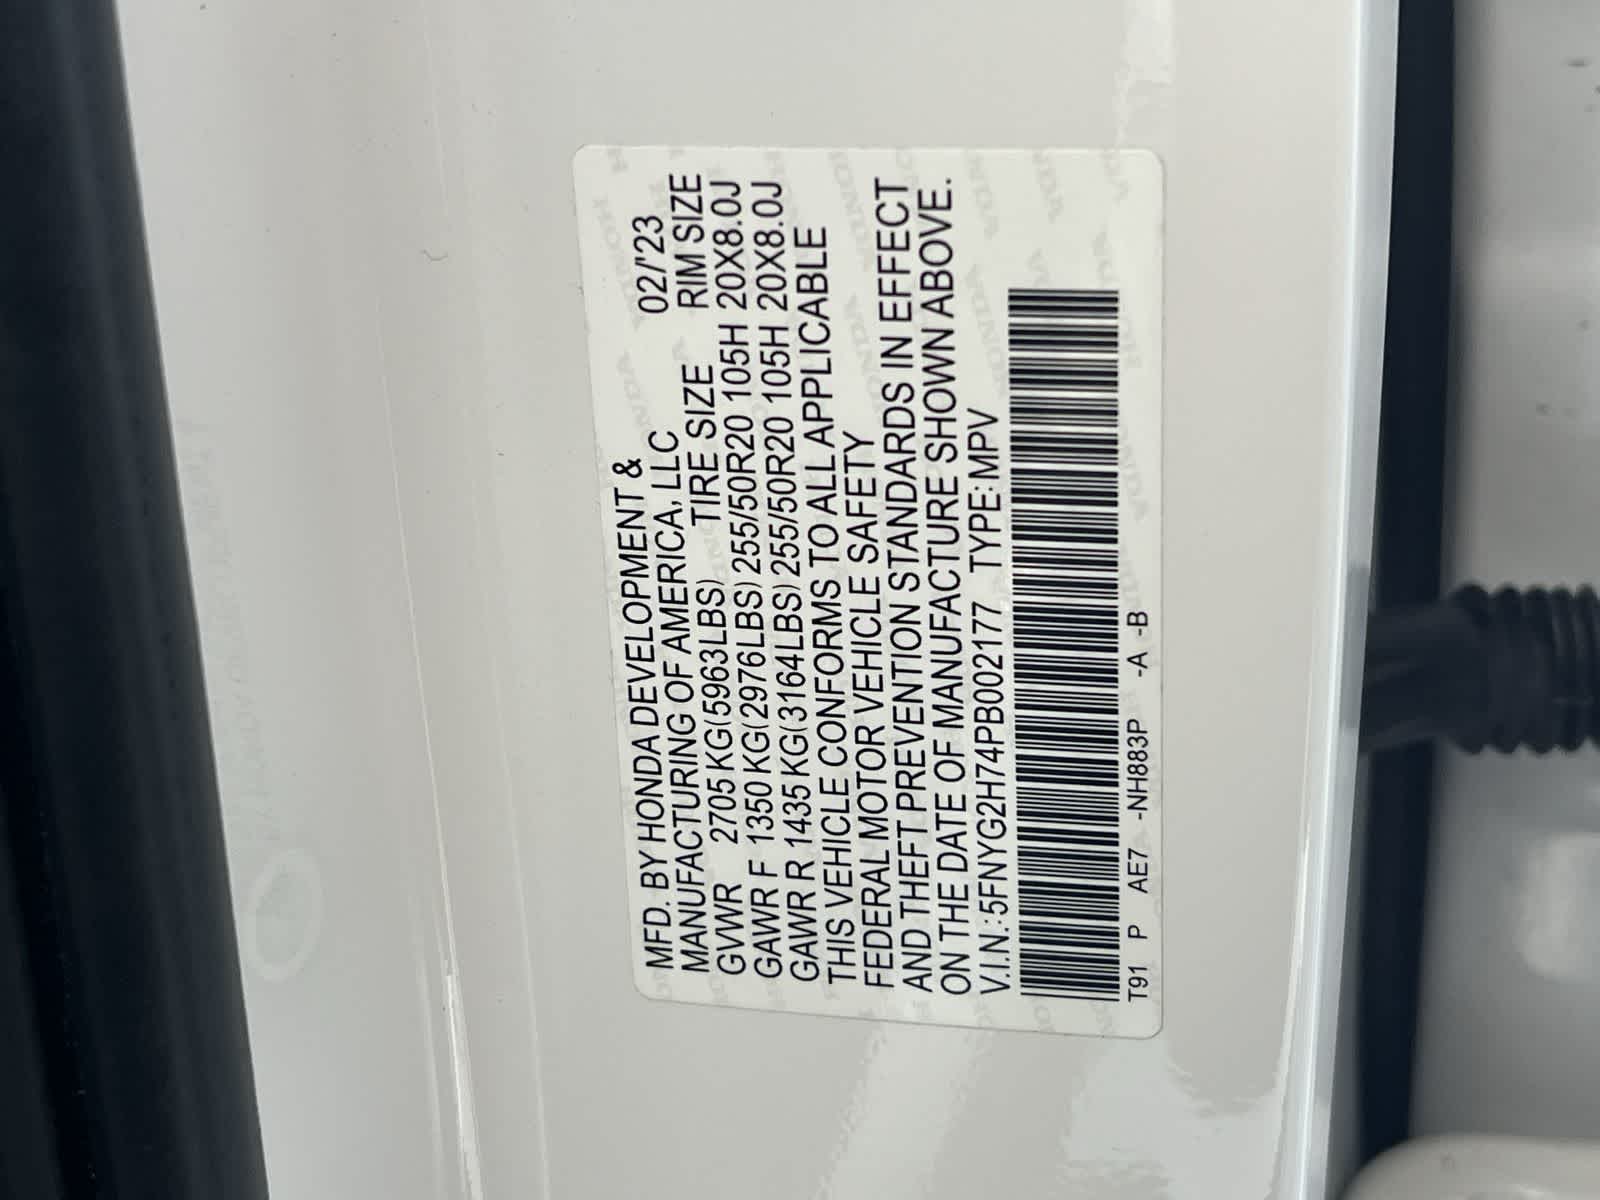 MFD. BY HONDA DEVELOPMENT &
MANUFACTURING OF AMERICA, LLC 02/'23
GVWR TIRE SIZE RIM SIZE
2705 KG(5963LBS)
GAWR F 1350 KG(2976LBS) 255/50R20 105H 20X8.0J
GAWR R 1435 KG(3164LBS) 255/50R20 105H 20X8.0J
THIS VEHICLE CONFORMS TO ALL APPLICABLE
FEDERAL MOTOR VEHICLE SAFETY
AND THEFT PREVENTION STANDARDS IN EFFECT
ON THE DATE OF MANUFACTURE SHOWN ABOVE.
V.I.N.: 5FNYG2H74PB002177 TYPE: MPV
T91 P AE7 -NH883P -A -B
HONDA